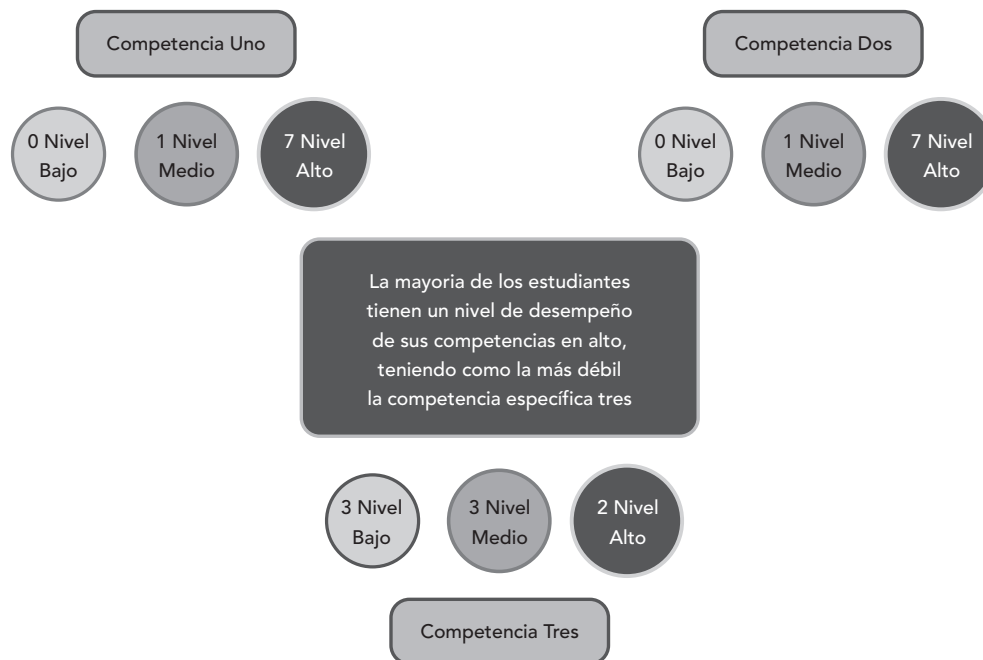 Competencia Uno
Competencia Dos
0 Nivel
Bajo
1 Nivel
Medio
7 Nivel
Alto
0 Nivel
Bajo
1 Nivel
Medio
7 Nivel
Alto
La mayoria de los estudiantes
tienen un nivel de desempeño
de sus competencias en alto,
teniendo como la más débil
la competencia específica tres
3 Nivel
Bajo
3 Nivel
Medio
2 Nivel
Alto
Competencia Tres